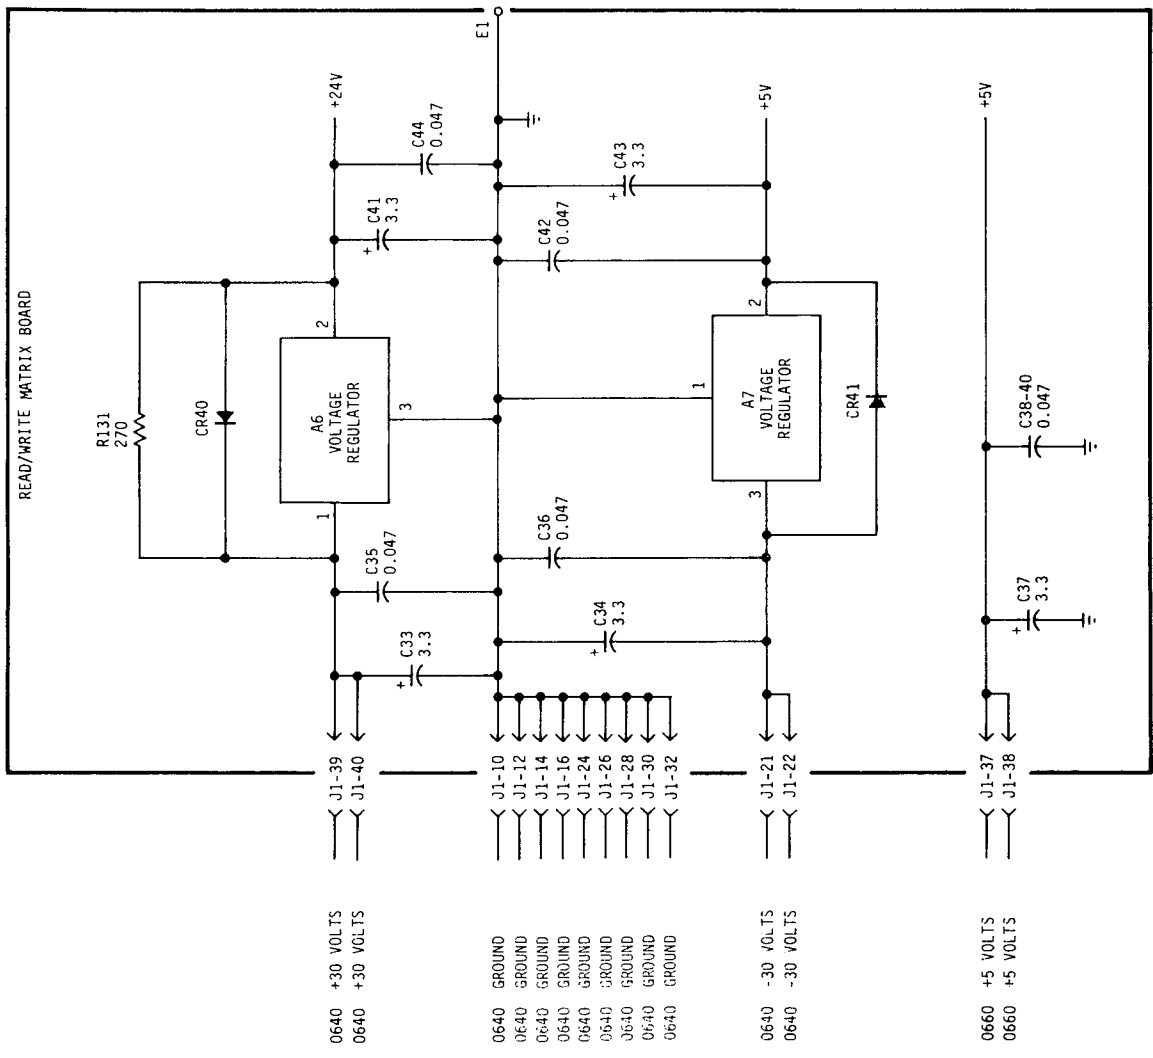 READ/WRITE MATRIX BOARD
R131
270
CR40
A6
VOLTAGE
REGULATOR
1
2
3
+24V
0640 +30 VOLTS
J1-39
0640 +30 VOLTS
J1-40
C33
3.3
+
C35
0.047
C41
3.3
+
C44
0.047
E1
0640 GROUND
J1-10
0640 GROUND
J1-12
0640 GROUND
J1-14
0640 GROUND
J1-16
0640 GROUND
J1-24
0640 GROUND
J1-26
0640 GROUND
J1-28
0640 GROUND
J1-30
0640 GROUND
J1-32
C34
3.3
+
C36
0.047
C42
0.047
C43
3.3
+
1
A7
VOLTAGE
REGULATOR
3
2
+5V
0640 -30 VOLTS
J1-21
0640 -30 VOLTS
J1-22
CR41
+5V
0660 +5 VOLTS
J1-37
0660 +5 VOLTS
J1-38
C37
3.3
+
C38-40
0.047